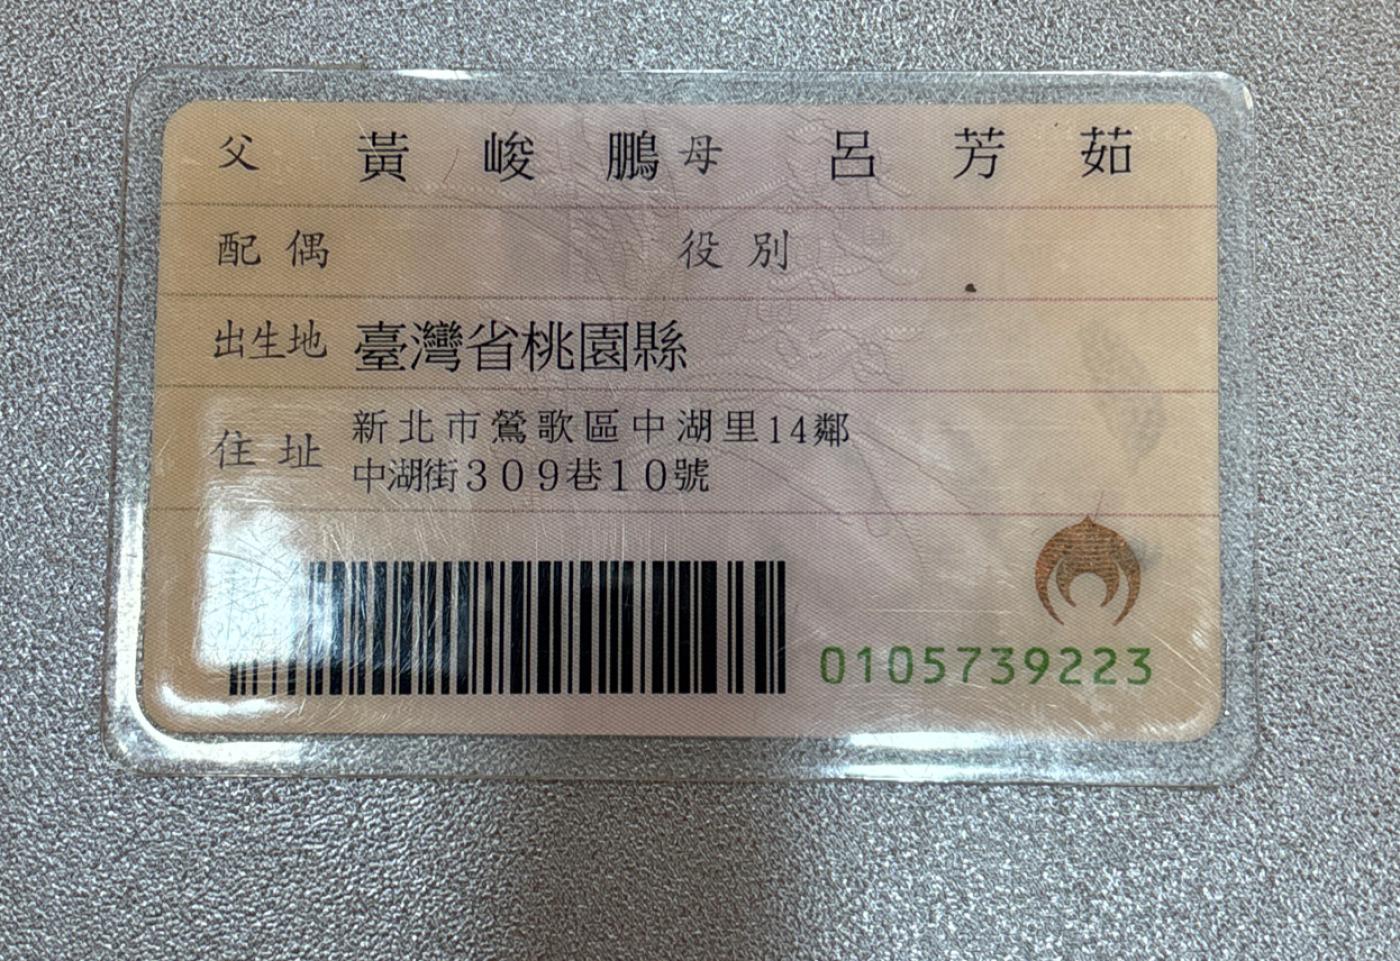 父 黃峻鵬 母 呂芳茹
配偶 役別
出生地 臺灣省桃園縣
住址 新北市鶯歌區中湖里14鄰
中湖街309巷10號
0105739223